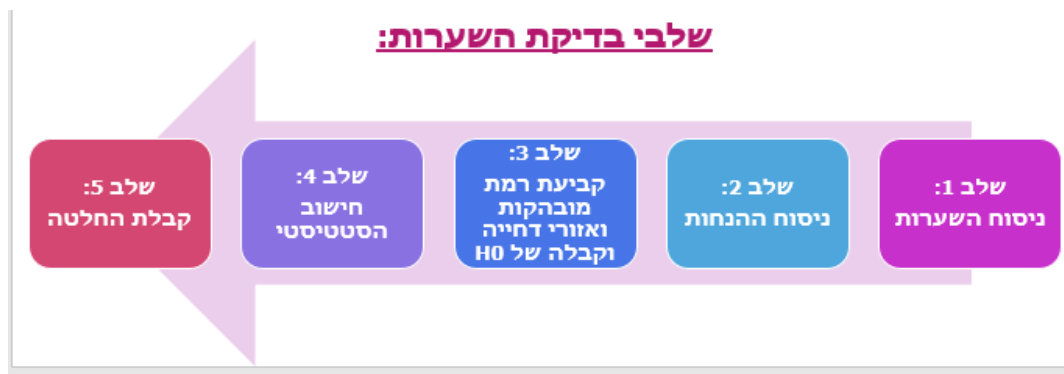 שלבי בדיקת השערות:
שלב 1:
ניסוח השערות
שלב 2:
ניסוח ההנחות
שלב 3:
קביעת רמת
מובהקות
ואזורי דחייה
וקבלה של H0
שלב 4:
חישוב
הסטטיסטי
שלב 5:
קבלת החלטה